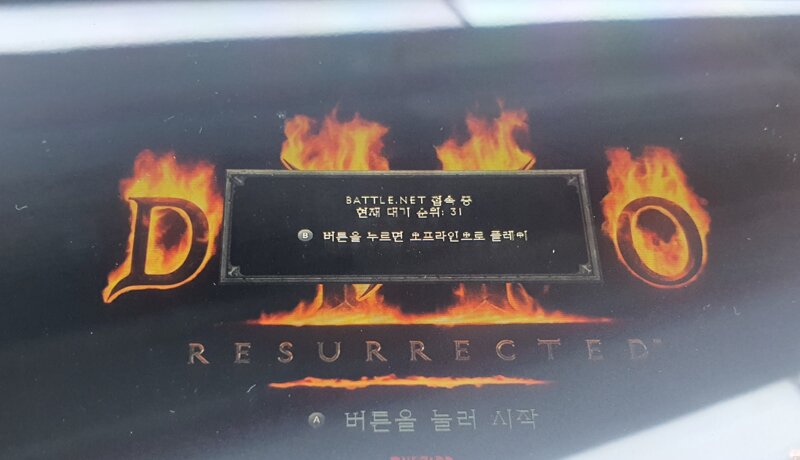 BATTLE.NET 접속 중
현재 대기 순위: 31
B 버튼을 누르면 오프라인으로 플레이
D O
RESURRECTED™
A 버튼을 눌러 시작